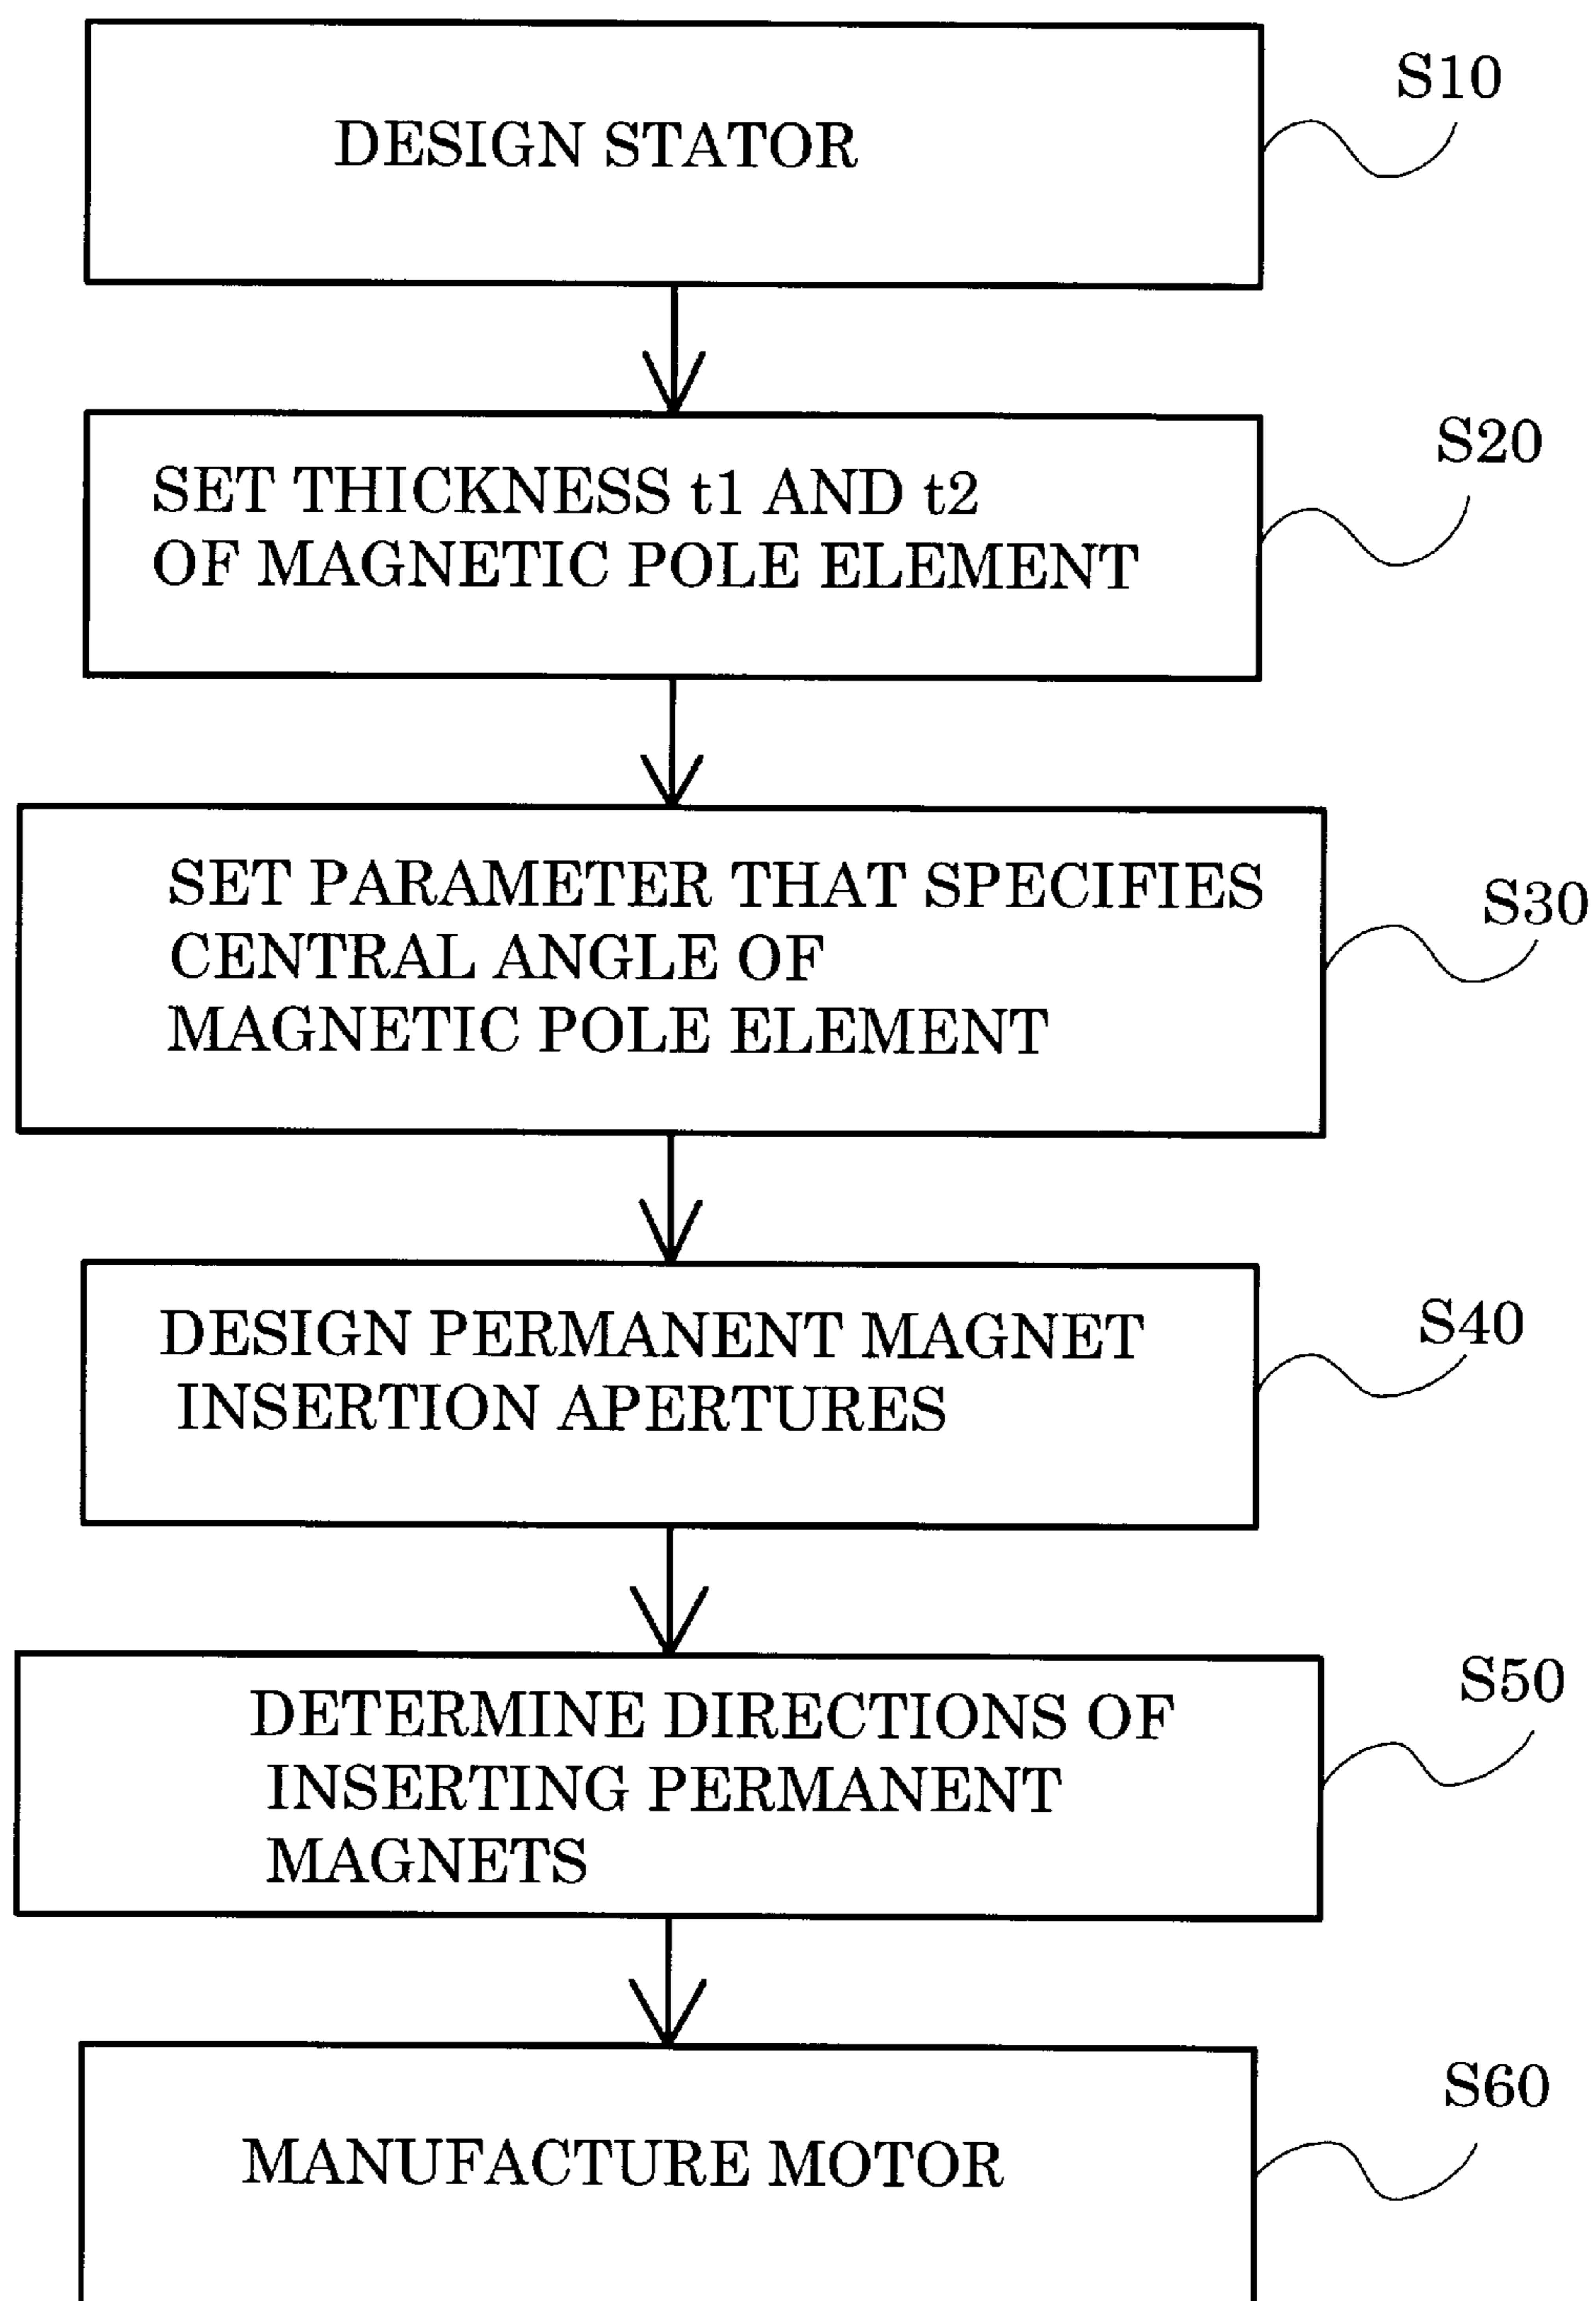 DESIGN STATOR
S10
SET THICKNESS t1 AND t2
OF MAGNETIC POLE ELEMENT
S20
SET PARAMETER THAT SPECIFIES
CENTRAL ANGLE OF
MAGNETIC POLE ELEMENT
S30
DESIGN PERMANENT MAGNET
INSERTION APERTURES
S40
DETERMINE DIRECTIONS OF
INSERTING PERMANENT
MAGNETS
S50
MANUFACTURE MOTOR
S60